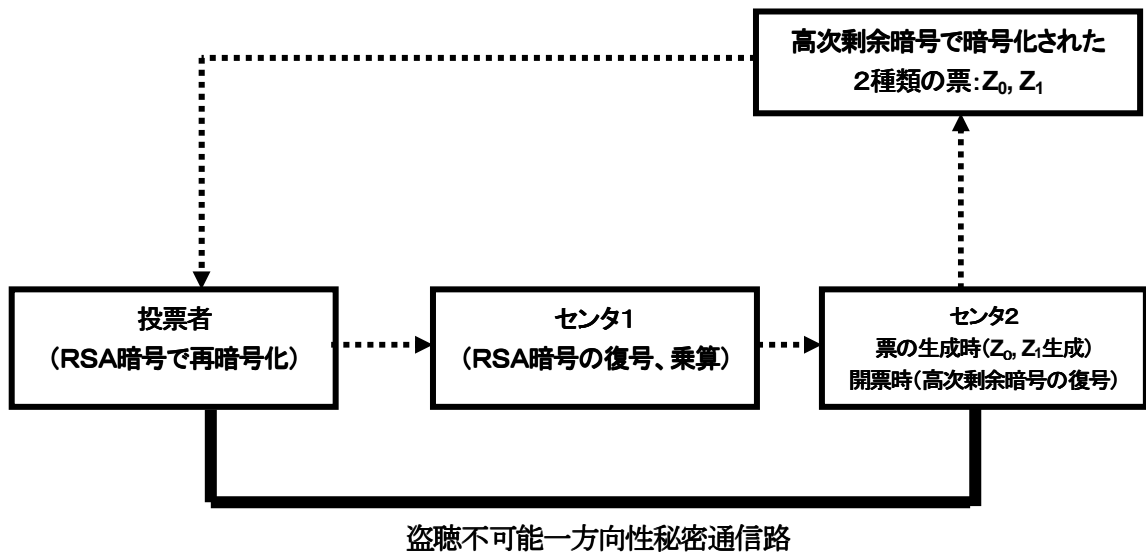 高次剰余暗号で暗号化された
２種類の票：Z₀, Z₁
投票者
（RSA暗号で再暗号化）
センタ1
（RSA暗号の復号、乗算）
センタ2
票の生成時（Z₀, Z₁生成）
開票時（高次剰余暗号の復号）
盗聴不可能一方向性秘密通信路